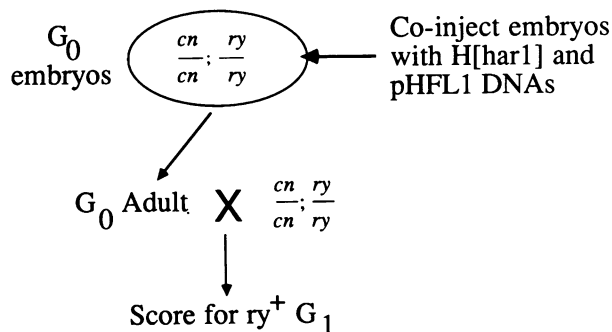 G0 embryos
cn/cn ; ry/ry
Co-inject embryos
with H[har1] and
pHFL1 DNAs
G0 Adult X cn/cn ; ry/ry
Score for ry+ G1